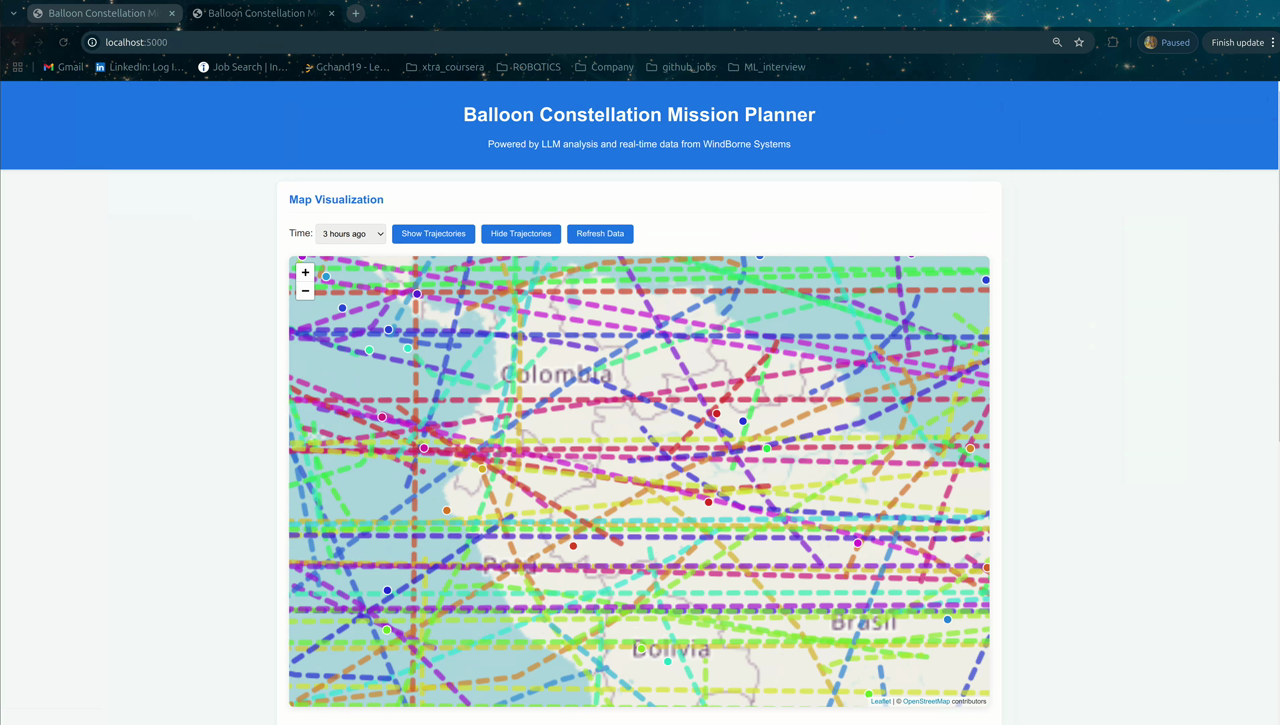 Balloon Constellation Mi
Balloon Constellation Mi
localhost:5000
Paused
Finish update
Gmail
LinkedIn: Log I...
Job Search | In...
Gchand19 - Le...
xtra_coursera
ROBOTICS
Company
github_jobs
ML_interview
Balloon Constellation Mission Planner
Powered by LLM analysis and real-time data from WindBorne Systems
Map Visualization
Time: 3 hours ago
Show Trajectories
Hide Trajectories
Refresh Data
+
−
Colombia
Brasil
Bolivia
Leaflet | © OpenStreetMap contributors